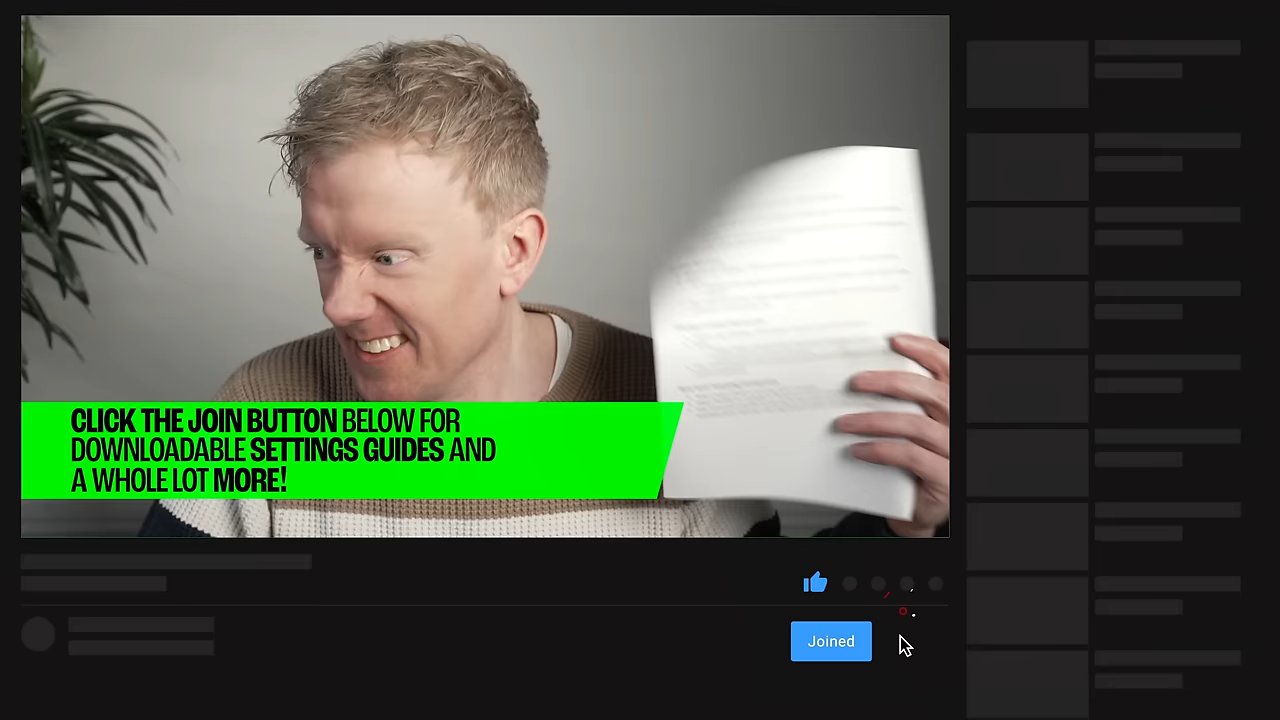 CLICK THE JOIN BUTTON BELOW FOR
DOWNLOADABLE SETTINGS GUIDES AND
A WHOLE LOT MORE!
Joined